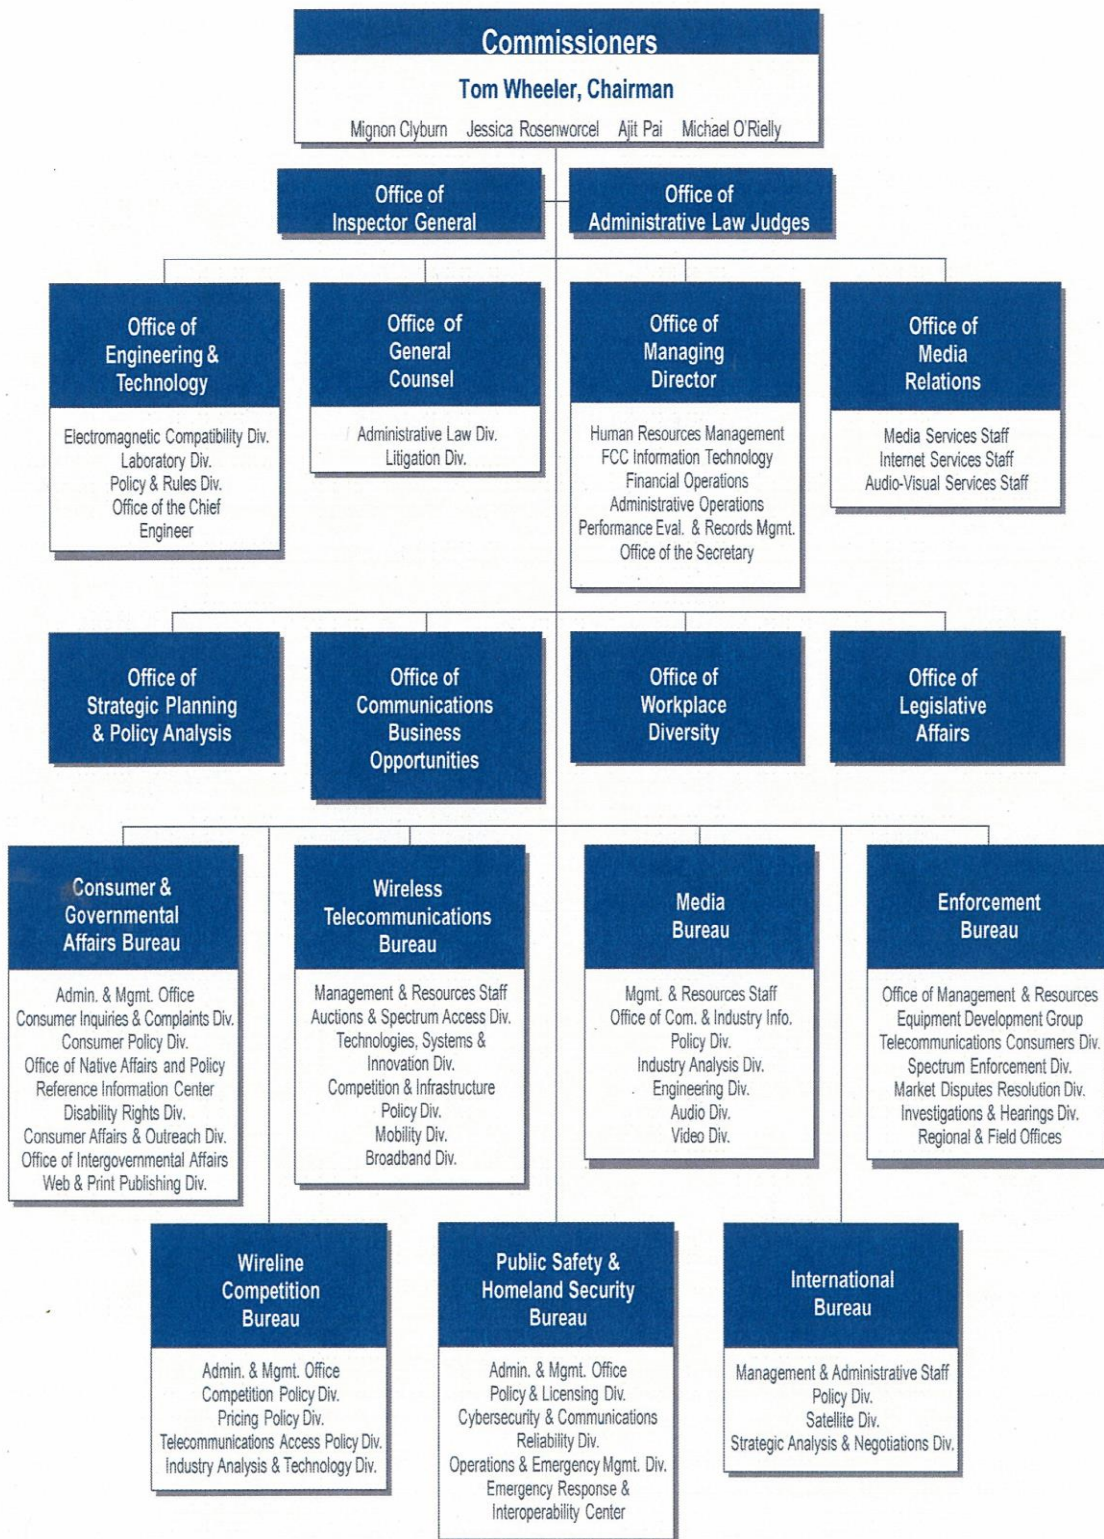 Commissioners
Tom Wheeler, Chairman
Mignon Clyburn Jessica Rosenworcel Ajit Pai Michael O'Rielly
Office of
Inspector General
Office of
Administrative Law Judges
Office of
Engineering &
Technology
Electromagnetic Compatibility Div.
Laboratory Div.
Policy & Rules Div.
Office of the Chief
Engineer
Office of
General
Counsel
Administrative Law Div.
Litigation Div.
Office of
Managing
Director
Human Resources Management
FCC Information Technology
Financial Operations
Administrative Operations
Performance Eval. & Records Mgmt.
Office of the Secretary
Office of
Media
Relations
Media Services Staff
Internet Services Staff
Audio-Visual Services Staff
Office of
Strategic Planning
& Policy Analysis
Office of
Communications
Business
Opportunities
Office of
Workplace
Diversity
Office of
Legislative
Affairs
Consumer &
Governmental
Affairs Bureau
Admin. & Mgmt. Office
Consumer Inquiries & Complaints Div.
Consumer Policy Div.
Office of Native Affairs and Policy
Reference Information Center
Disability Rights Div.
Consumer Affairs & Outreach Div.
Office of Intergovernmental Affairs
Web & Print Publishing Div.
Wireless
Telecommunications
Bureau
Management & Resources Staff
Auctions & Spectrum Access Div.
Technologies, Systems &
Innovation Div.
Competition & Infrastructure
Policy Div.
Mobility Div.
Broadband Div.
Media
Bureau
Mgmt. & Resources Staff
Office of Com. & Industry Info.
Policy Div.
Industry Analysis Div.
Engineering Div.
Audio Div.
Video Div.
Enforcement
Bureau
Office of Management & Resources
Equipment Development Group
Telecommunications Consumers Div.
Spectrum Enforcement Div.
Market Disputes Resolution Div.
Investigations & Hearings Div.
Regional & Field Offices
Wireline
Competition
Bureau
Admin. & Mgmt. Office
Competition Policy Div.
Pricing Policy Div.
Telecommunications Access Policy Div.
Industry Analysis & Technology Div.
Public Safety &
Homeland Security
Bureau
Admin. & Mgmt. Office
Policy & Licensing Div.
Cybersecurity & Communications
Reliability Div.
Operations & Emergency Mgmt. Div.
Emergency Response &
Interoperability Center
International
Bureau
Management & Administrative Staff
Policy Div.
Satellite Div.
Strategic Analysis & Negotiations Div.